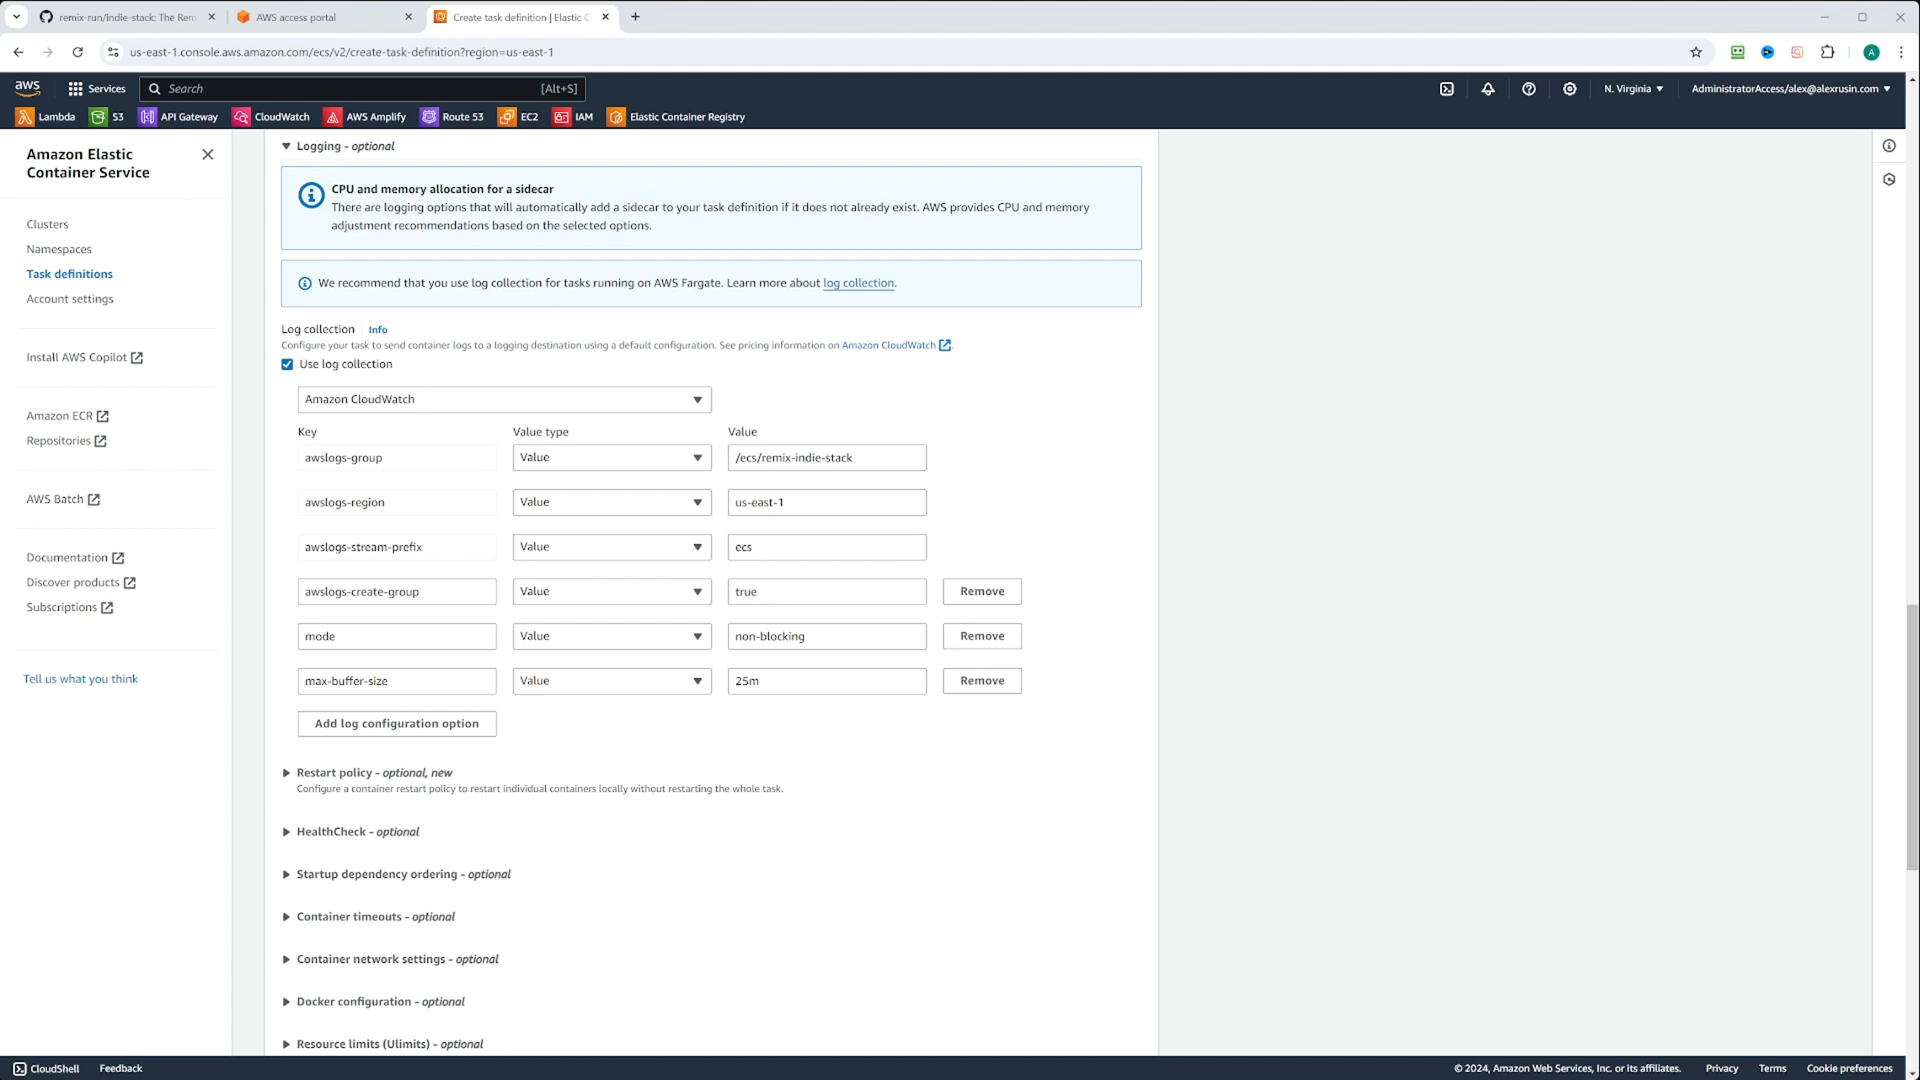 remix-run/indie-stack: The Rem
AWS access portal
Create task definition | Elastic C
us-east-1.console.aws.amazon.com/ecs/v2/create-task-definition?region=us-east-1
A
aws
Services
Search
[Alt+S]
N. Virginia
AdministratorAccess/alex@alexrusin.com
Lambda
S3
API Gateway
CloudWatch
AWS Amplify
Route 53
EC2
IAM
Elastic Container Registry
Amazon Elastic
Container Service
Clusters
Namespaces
Task definitions
Account settings
Install AWS Copilot
Amazon ECR
Repositories
AWS Batch
Documentation
Discover products
Subscriptions
Tell us what you think
Logging - optional
CPU and memory allocation for a sidecar
There are logging options that will automatically add a sidecar to your task definition if it does not already exist. AWS provides CPU and memory
adjustment recommendations based on the selected options.
We recommend that you use log collection for tasks running on AWS Fargate. Learn more about log collection.
Log collection Info
Configure your task to send container logs to a logging destination using a default configuration. See pricing information on Amazon CloudWatch.
Use log collection
Amazon CloudWatch
Key Value type Value
awslogs-group Value /ecs/remix-indie-stack
awslogs-region Value us-east-1
awslogs-stream-prefix Value ecs
awslogs-create-group Value true Remove
mode Value non-blocking Remove
max-buffer-size Value 25m Remove
Add log configuration option
Restart policy - optional, new
Configure a container restart policy to restart individual containers locally without restarting the whole task.
HealthCheck - optional
Startup dependency ordering - optional
Container timeouts - optional
Container network settings - optional
Docker configuration - optional
Resource limits (Ulimits) - optional
CloudShell
Feedback
© 2024, Amazon Web Services, Inc. or its affiliates.
Privacy
Terms
Cookie preferences